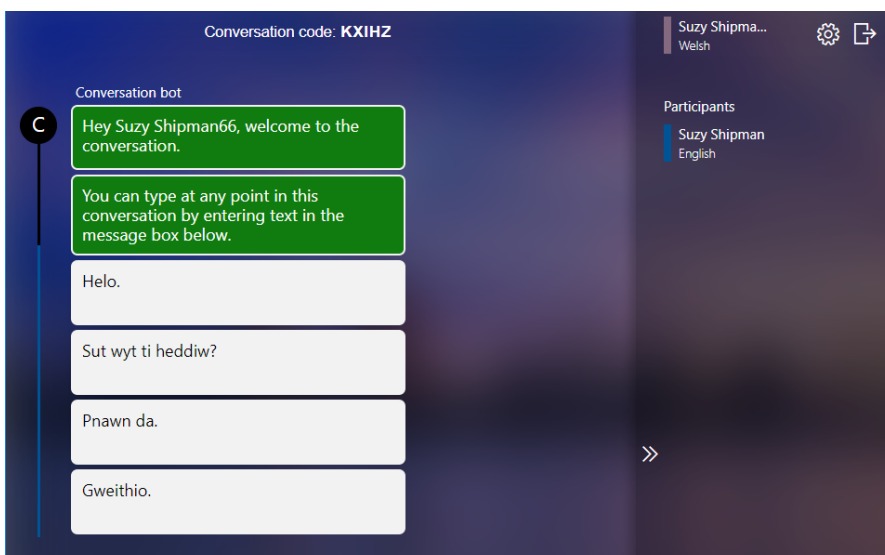 Conversation code: KXIHZ
Suzy Shipma...
Welsh
Conversation bot
C
Hey Suzy Shipman66, welcome to the
conversation.
You can type at any point in this
conversation by entering text in the
message box below.
Helo.
Sut wyt ti heddiw?
Pnawn da.
Gweithio.
Participants
Suzy Shipman
English